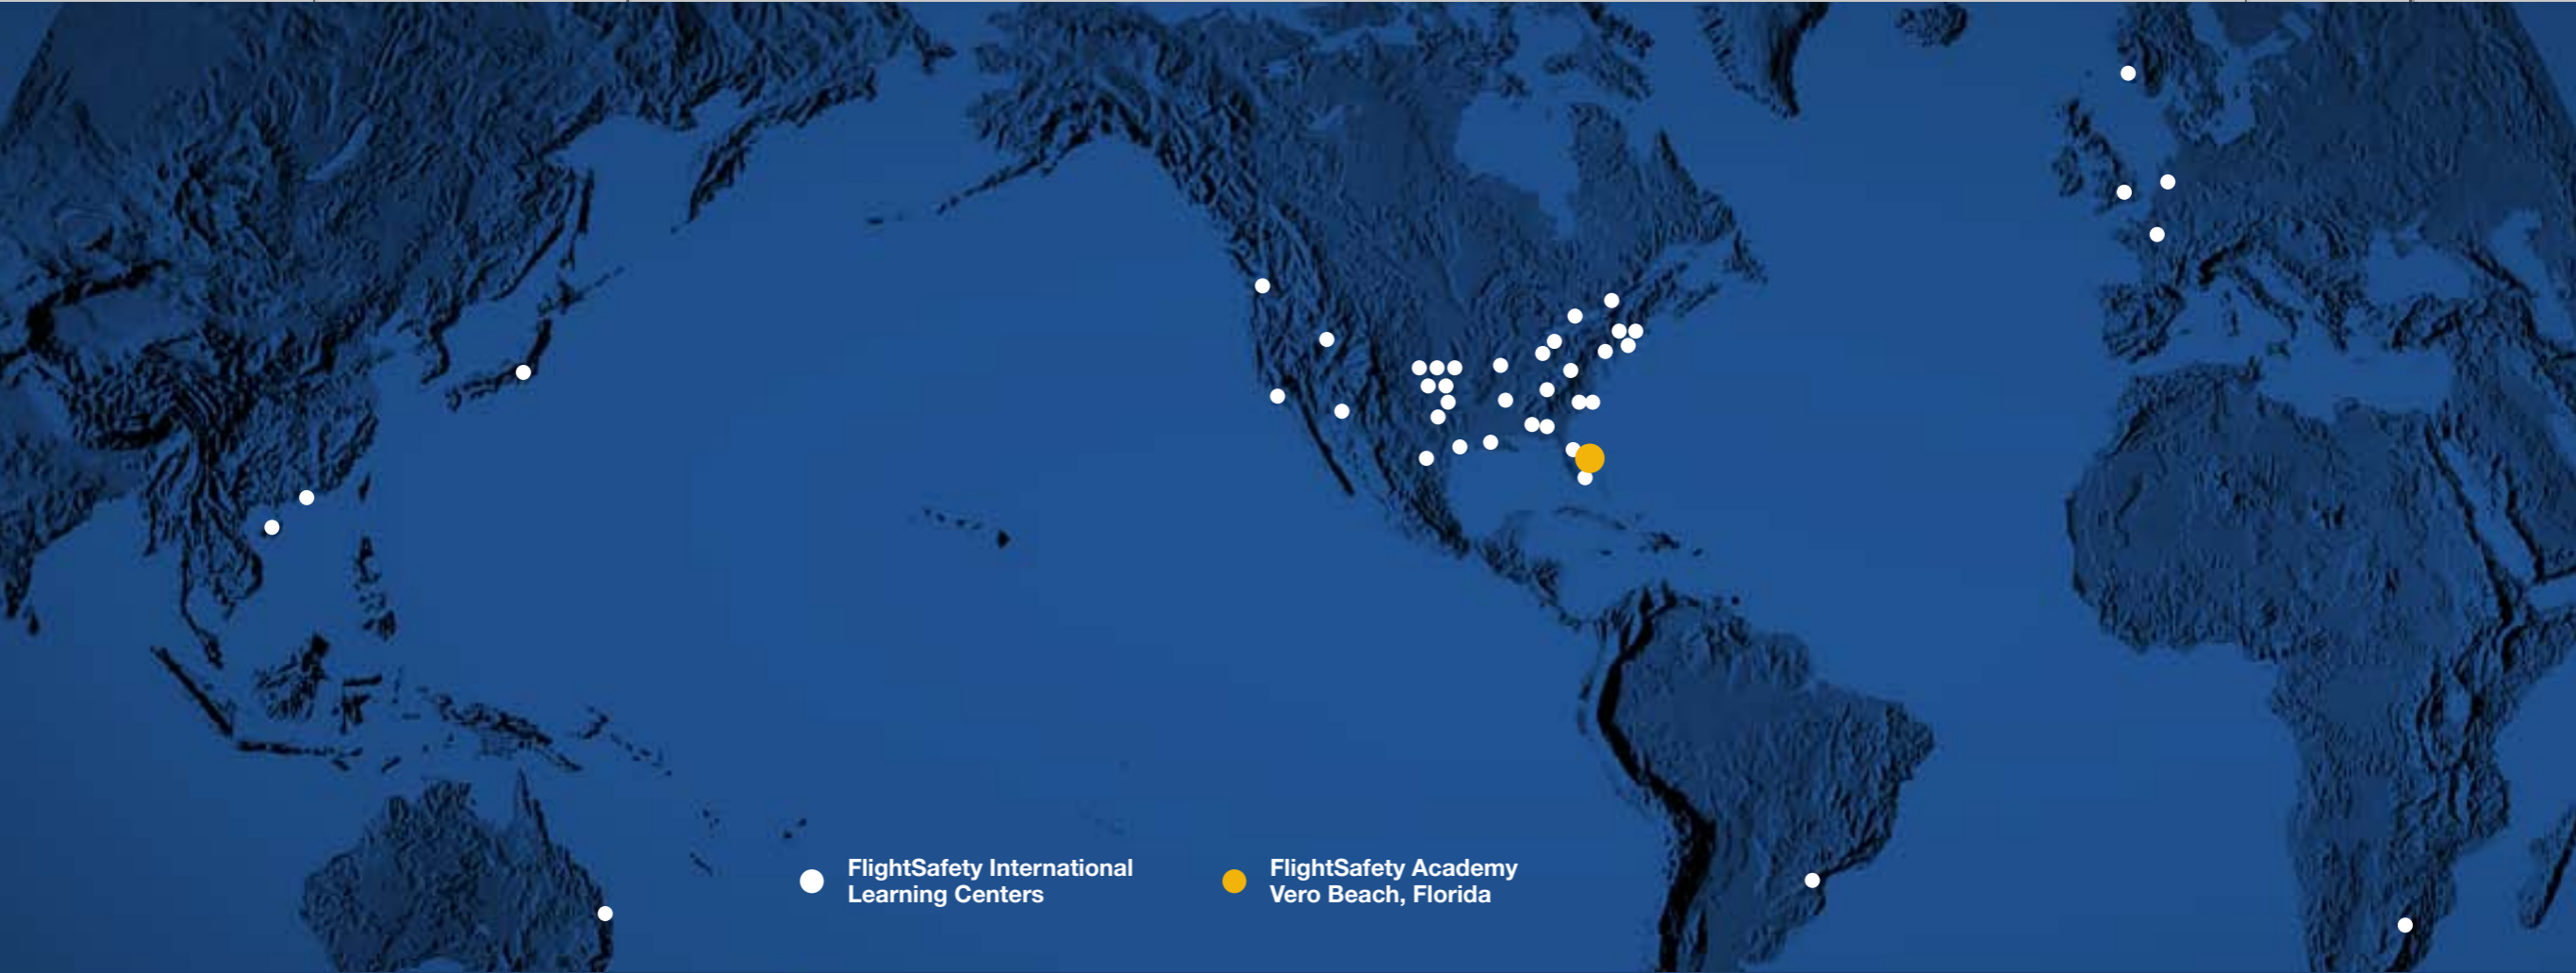 FlightSafety International
Learning Centers
FlightSafety Academy
Vero Beach, Florida